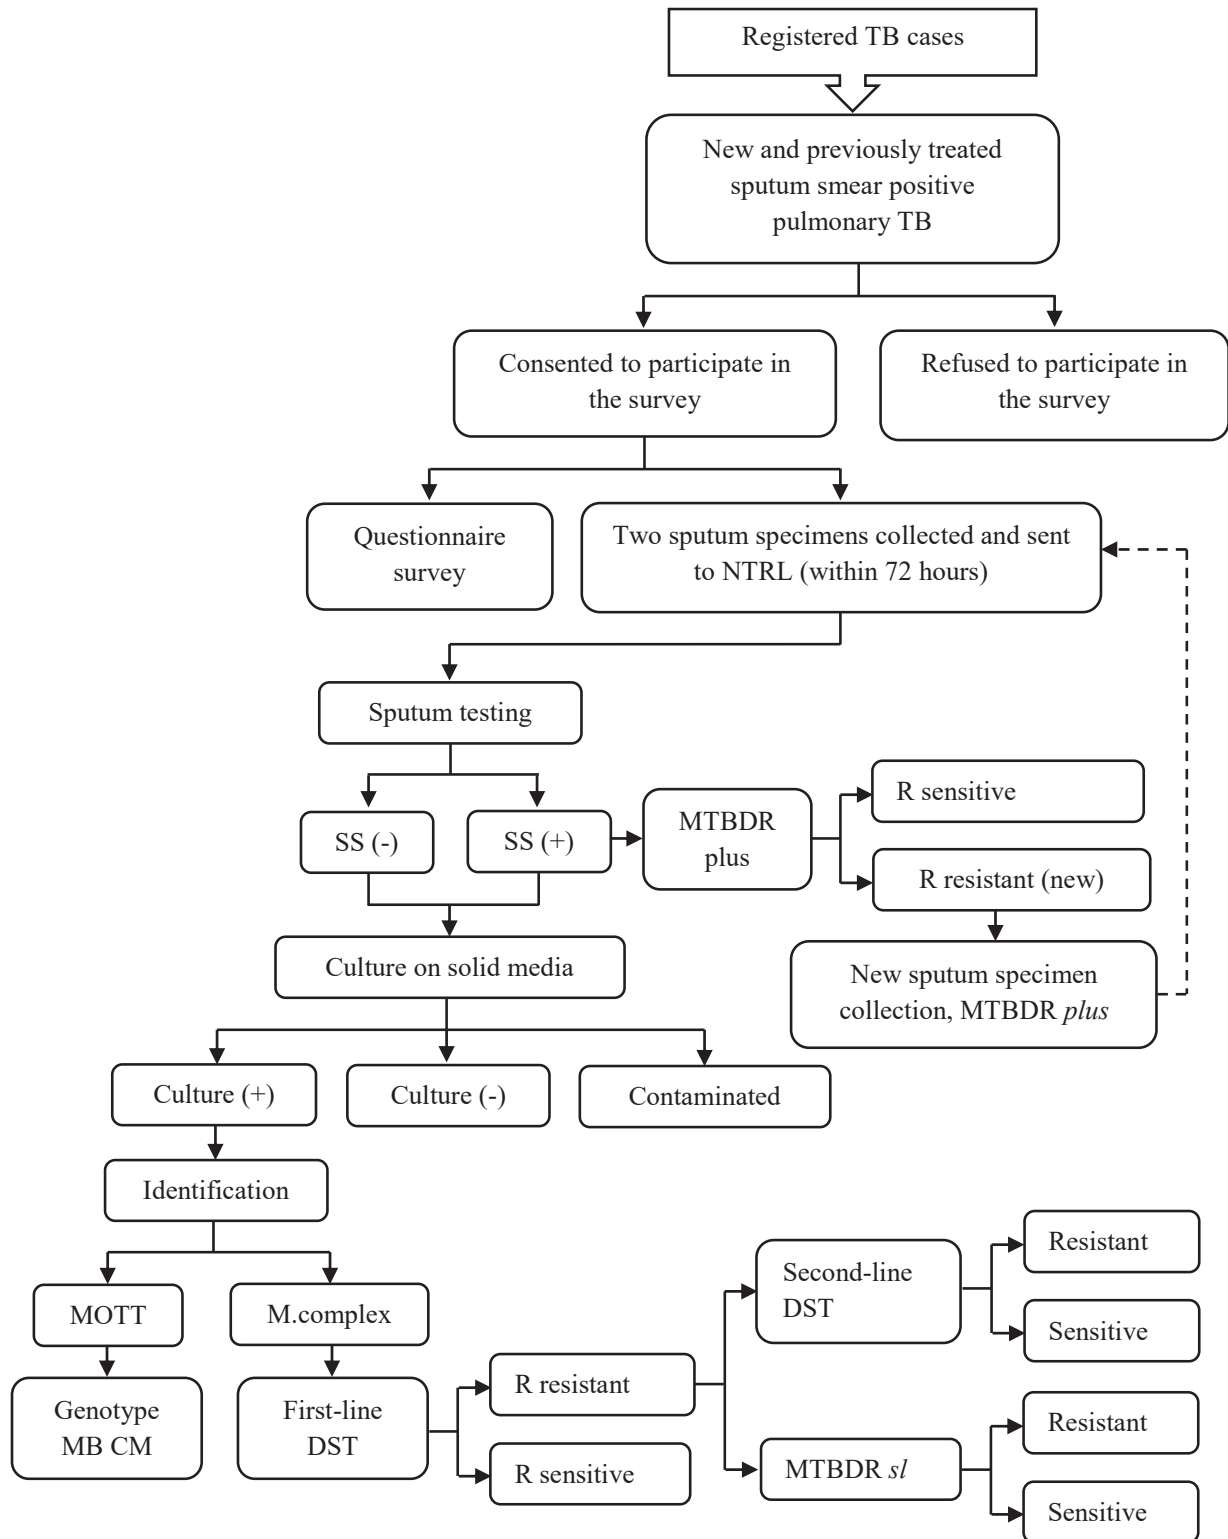 Registered TB cases
New and previously treated
sputum smear positive
pulmonary TB
Consented to participate in
the survey
Refused to participate in
the survey
Questionnaire
survey
Two sputum specimens collected and sent
to NTRL (within 72 hours)
Sputum testing
SS (-)
SS (+)
MTBDR
plus
R sensitive
R resistant (new)
New sputum specimen
collection, MTBDR plus
Culture on solid media
Culture (+)
Culture (-)
Contaminated
Identification
MOTT
M.complex
Genotype
MB CM
First-line
DST
R resistant
R sensitive
Second-line
DST
Resistant
Sensitive
MTBDR sl
Resistant
Sensitive